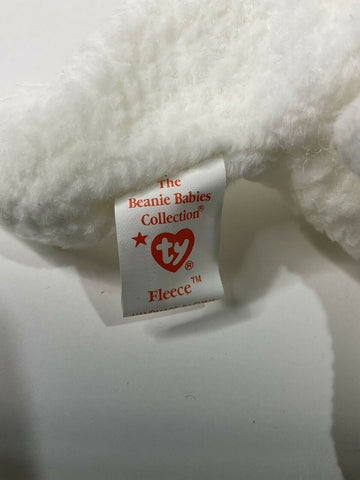 The
Beanie Babies
Collection®
ty
Fleece™